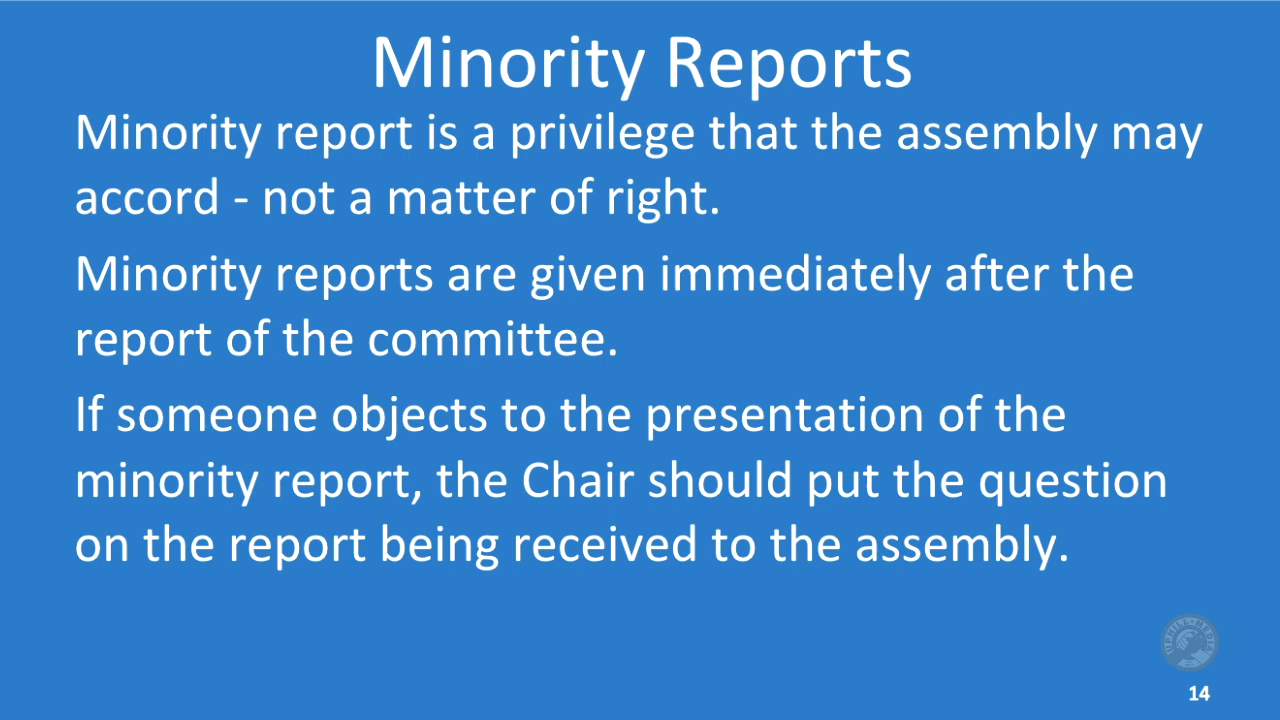 Minority Reports
Minority report is a privilege that the assembly may
accord - not a matter of right.
Minority reports are given immediately after the
report of the committee.
If someone objects to the presentation of the
minority report, the Chair should put the question
on the report being received to the assembly.
14